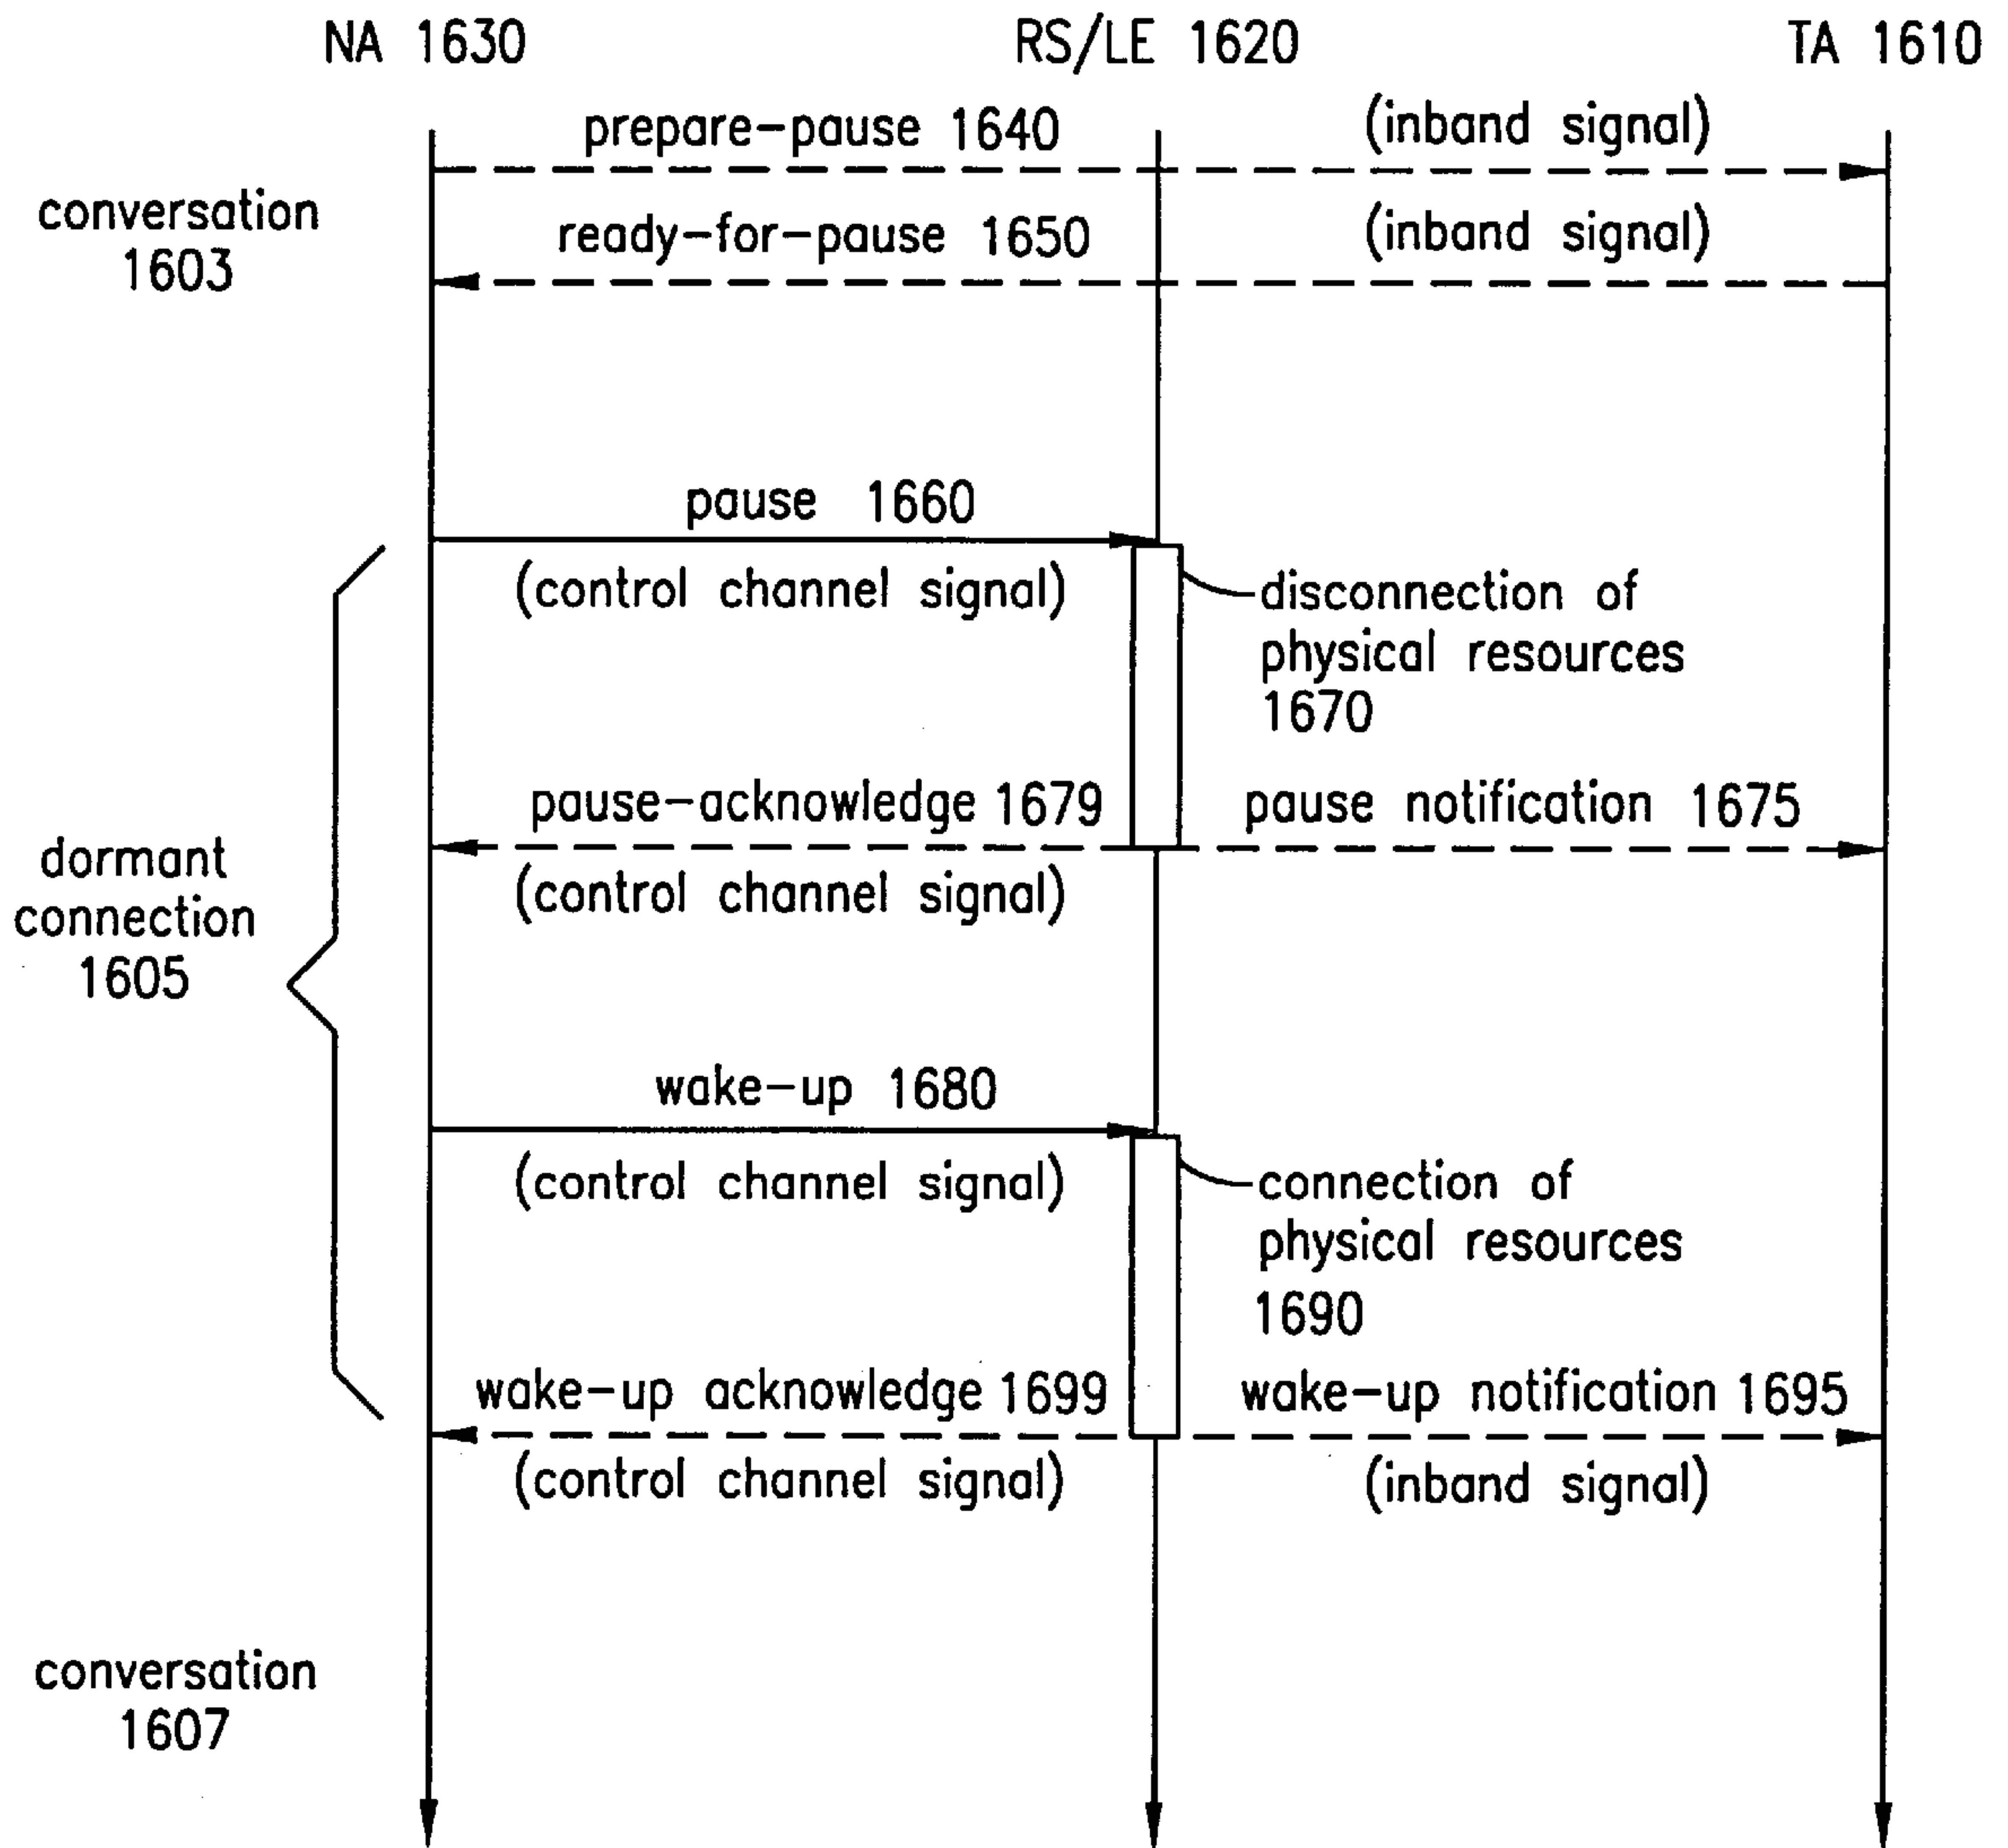 NA 1630 RS/LE 1620 TA 1610
prepare-pause 1640 (inband signal)
conversation
1603
ready-for-pause 1650 (inband signal)
pause 1660
(control channel signal)
disconnection of
physical resources
1670
pause-acknowledge 1679 pause notification 1675
(control channel signal)
dormant
connection
1605
wake-up 1680
(control channel signal)
connection of
physical resources
1690
wake-up acknowledge 1699 wake-up notification 1695
(control channel signal) (inband signal)
conversation
1607